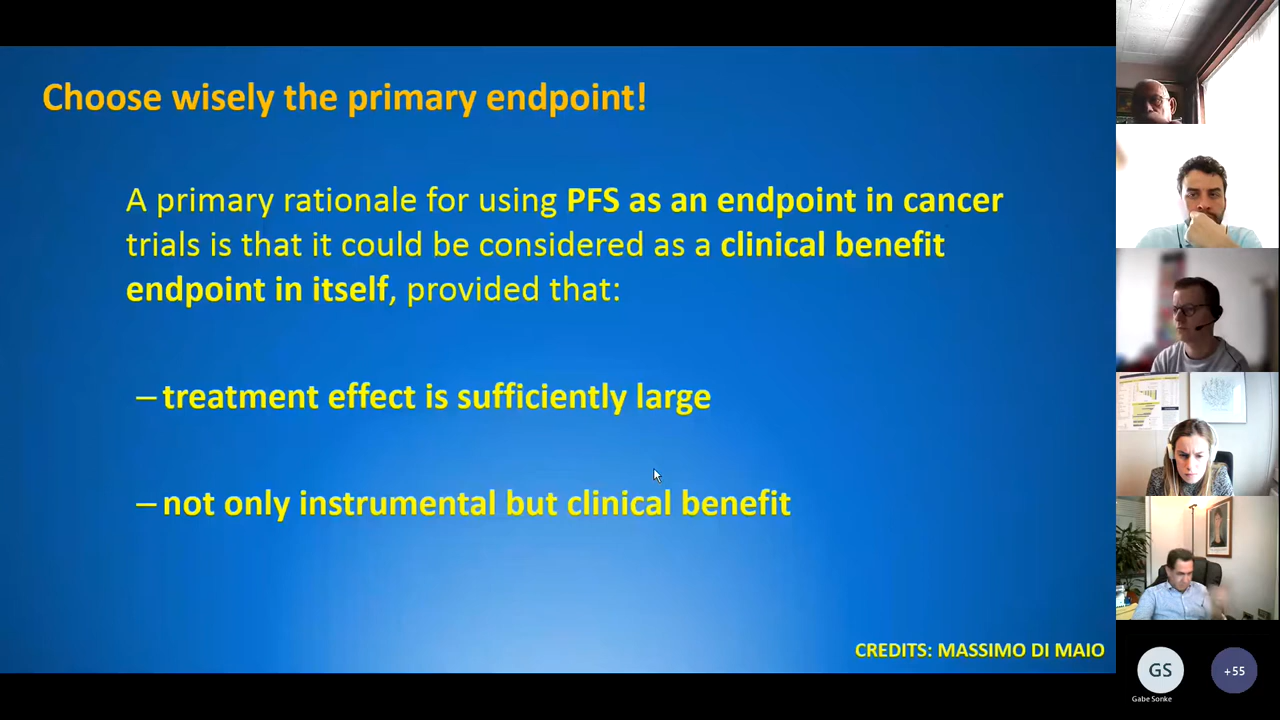 Choose wisely the primary endpoint!
A primary rationale for using PFS as an endpoint in cancer
trials is that it could be considered as a clinical benefit
endpoint in itself, provided that:
– treatment effect is sufficiently large
– not only instrumental but clinical benefit
CREDITS: MASSIMO DI MAIO
GS
+55
Gabe Sonke